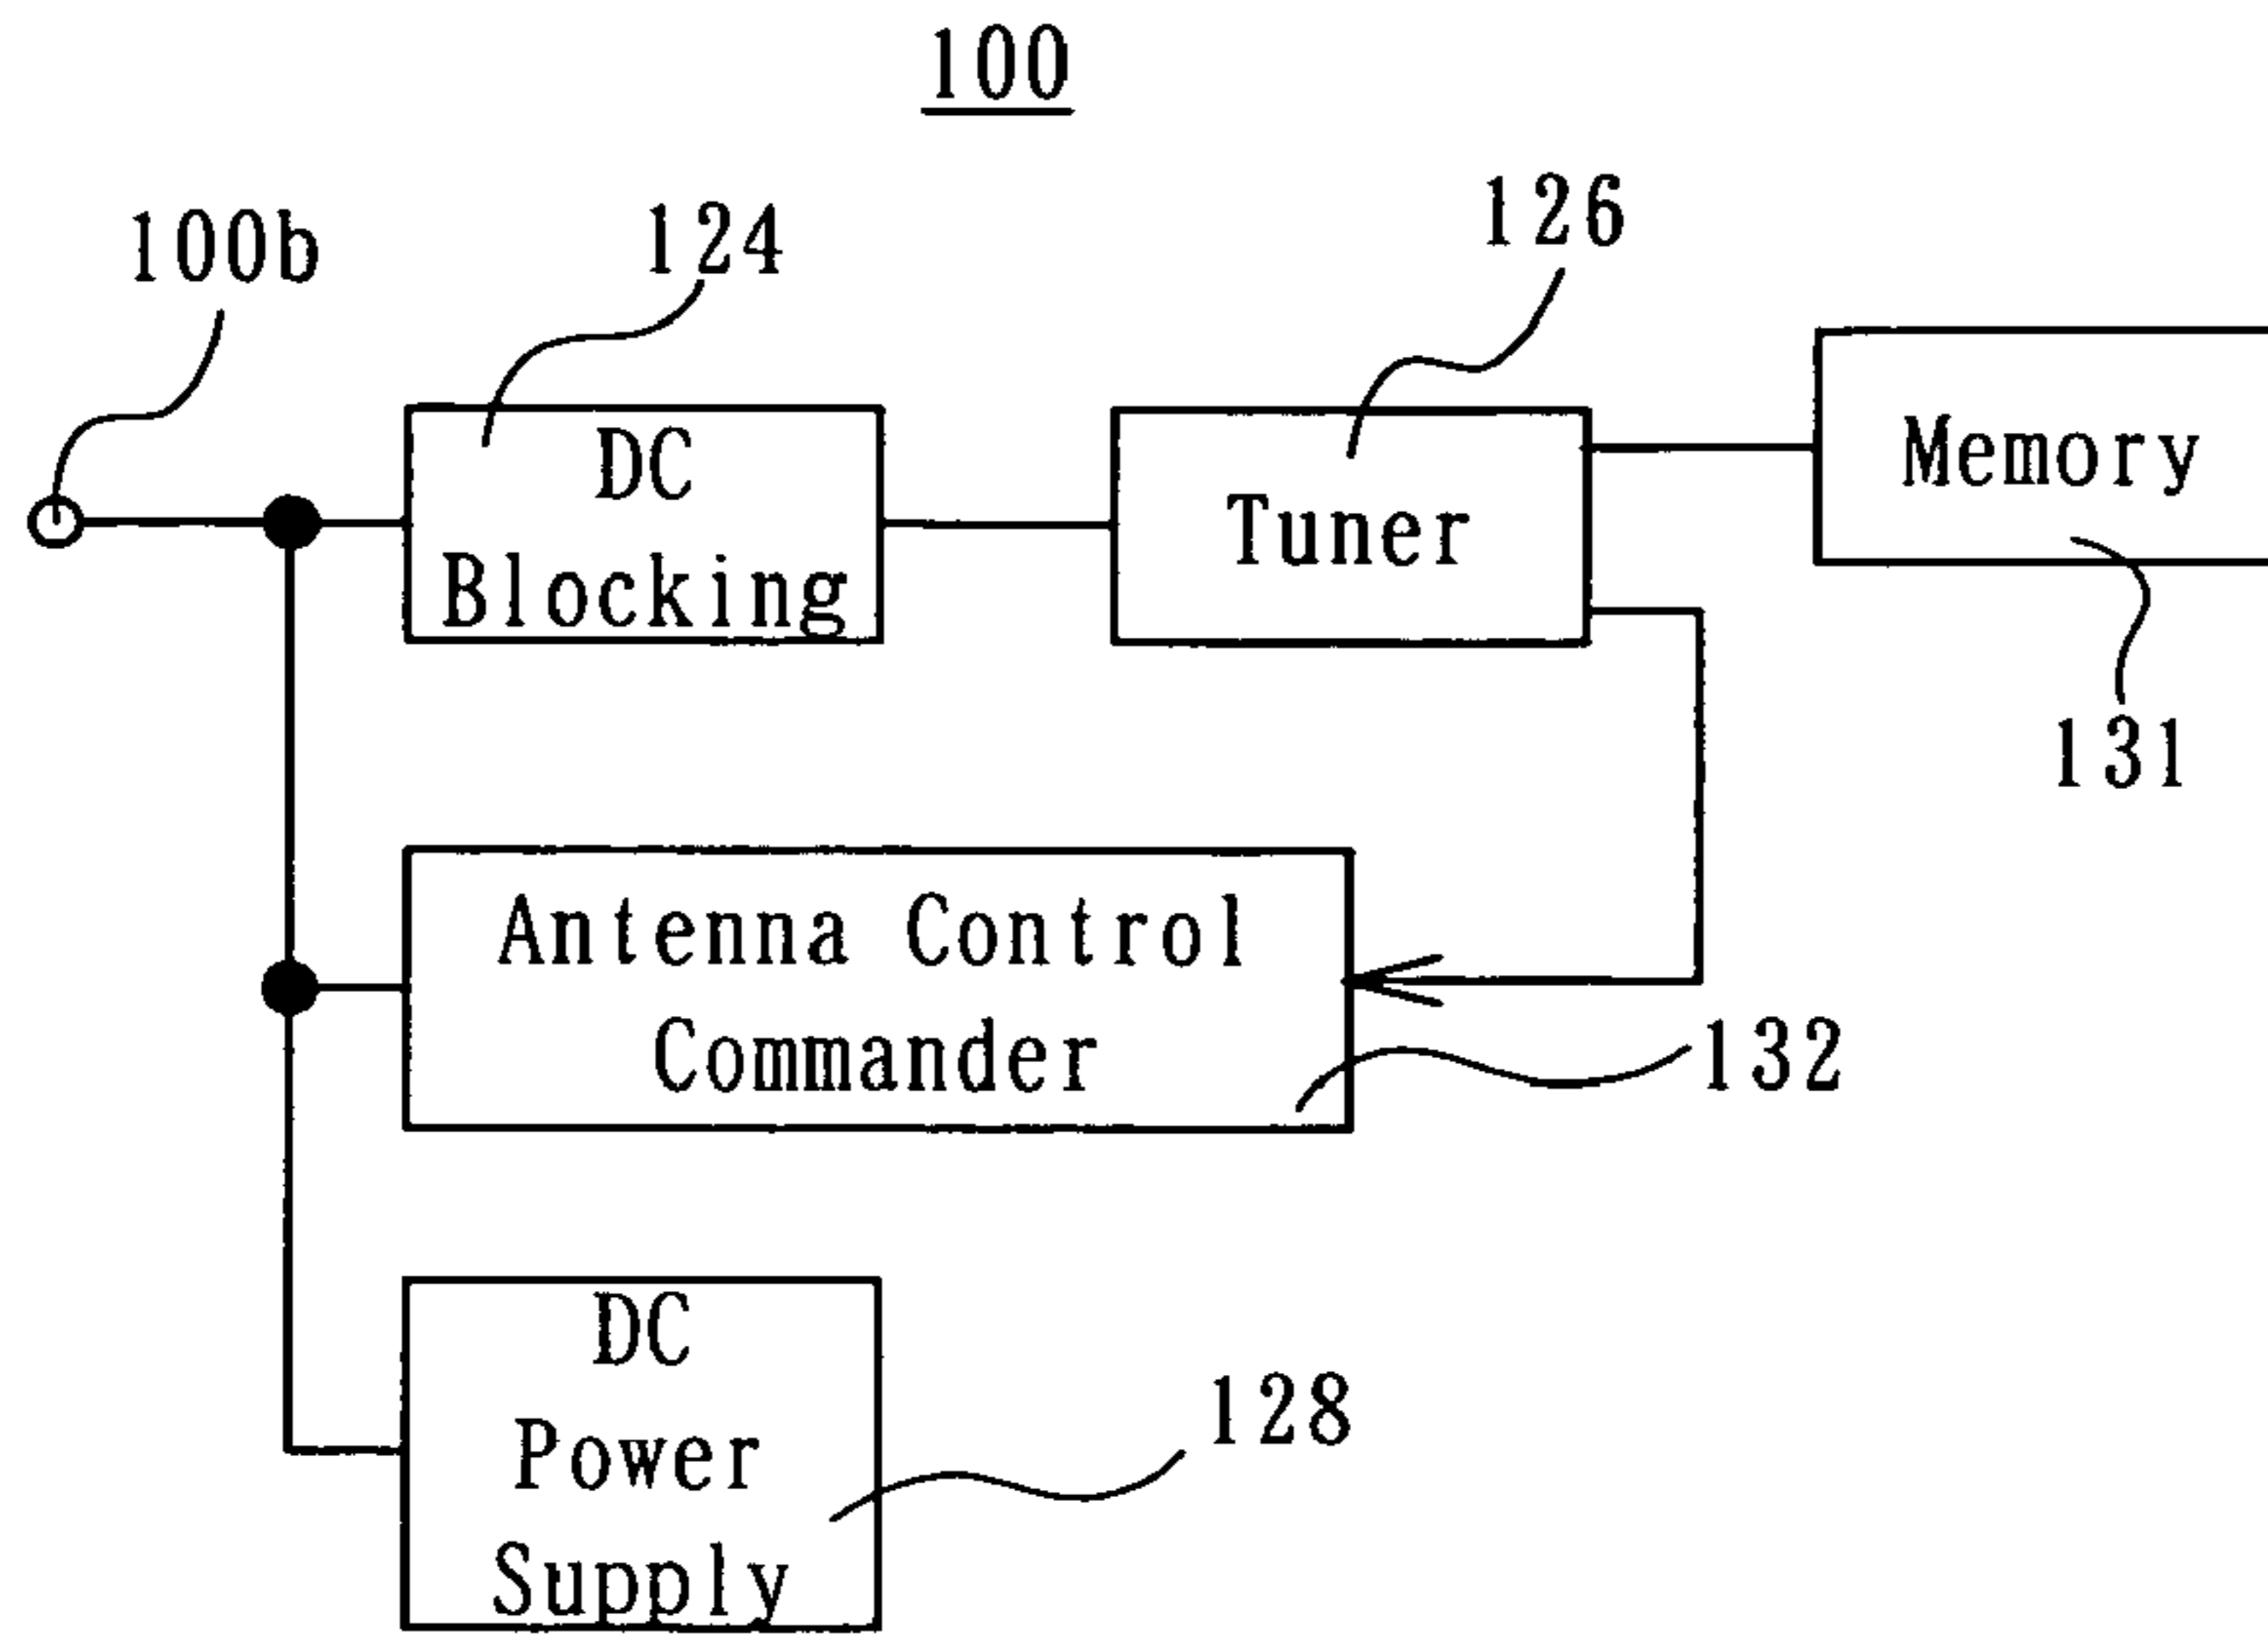 100
100b
124
126
DC
Blocking
Tuner
Memory
131
Antenna Control
Commander
132
DC
Power
Supply
128